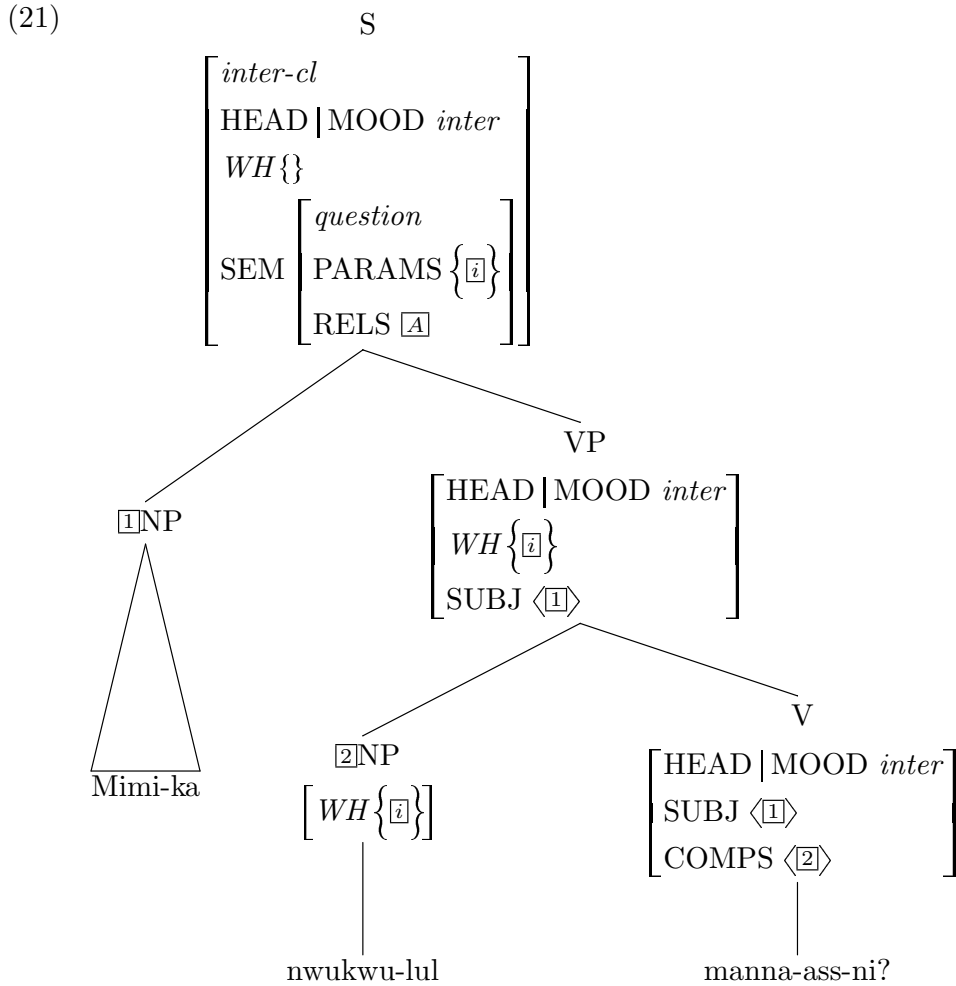 (21)
S
inter-cl
HEAD | MOOD inter
WH {}
SEM
question
PARAMS {i}
RELS A
VP
HEAD | MOOD inter
WH {i}
SUBJ ⟨1⟩
1NP
Mimi-ka
V
HEAD | MOOD inter
SUBJ ⟨1⟩
COMPS ⟨2⟩
2NP
[WH {i}]
nwukwu-lul
manna-ass-ni?